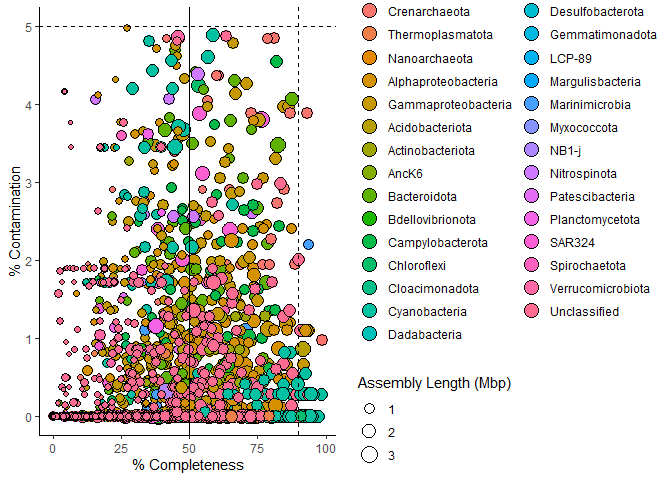 5
4
3
2
1
0
% Contamination
0
25
50
75
100
% Completeness
Crenarchaeota
Thermoplasmatota
Nanoarchaeota
Alphaproteobacteria
Gammaproteobacteria
Acidobacteriota
Actinobacteriota
AncK6
Bacteroidota
Bdellovibrionota
Campylobacterota
Chloroflexi
Cloacimonadota
Cyanobacteria
Dadabacteria
Desulfobacterota
Gemmatimonadota
LCP-89
Margulisbacteria
Marinimicrobia
Myxococcota
NB1-j
Nitrospinota
Patescibacteria
Planctomycetota
SAR324
Spirochaetota
Verrucomicrobiota
Unclassified
Assembly Length (Mbp)
1
2
3